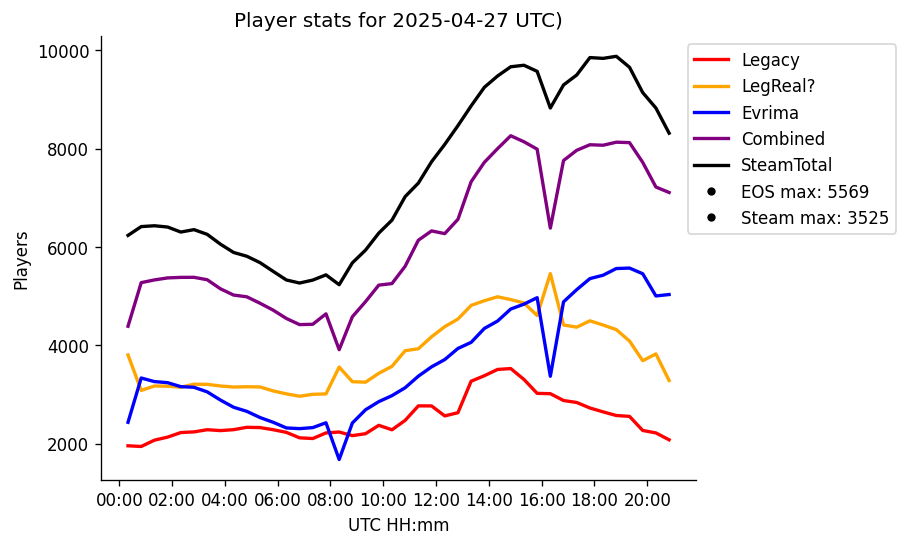 Player stats for 2025-04-27 UTC)
Legacy
LegReal?
Evrima
Combined
SteamTotal
EOS max: 5569
Steam max: 3525
10000
8000
6000
4000
2000
Players
00:00 02:00 04:00 06:00 08:00 10:00 12:00 14:00 16:00 18:00 20:00
UTC HH:mm